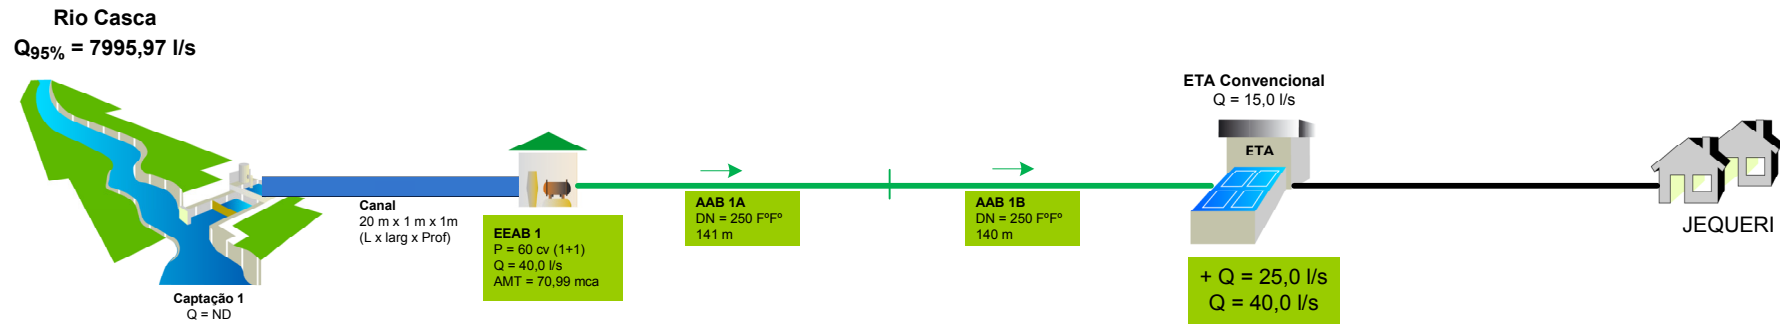 Rio Casca
Q95% = 7995,97 l/s
Captação 1
Q = ND
Canal
20 m x 1 m x 1m
(L x larg x Prof)
EEAB 1
P = 60 cv (1+1)
Q = 40,0 l/s
AMT = 70,99 mca
AAB 1A
DN = 250 FºFº
141 m
AAB 1B
DN = 250 FºFº
140 m
ETA Convencional
Q = 15,0 l/s
ETA
+ Q = 25,0 l/s
Q = 40,0 l/s
JEQUERI